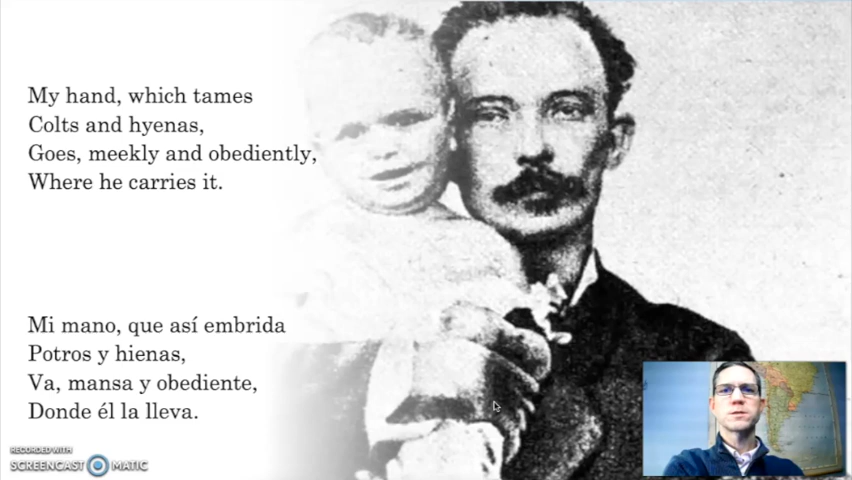 My hand, which tames
Colts and hyenas,
Goes, meekly and obediently,
Where he carries it.
Mi mano, que así embrida
Potros y hienas,
Va, mansa y obediente,
Donde él la lleva.
RECORDED WITH
SCREENCAST MATIC